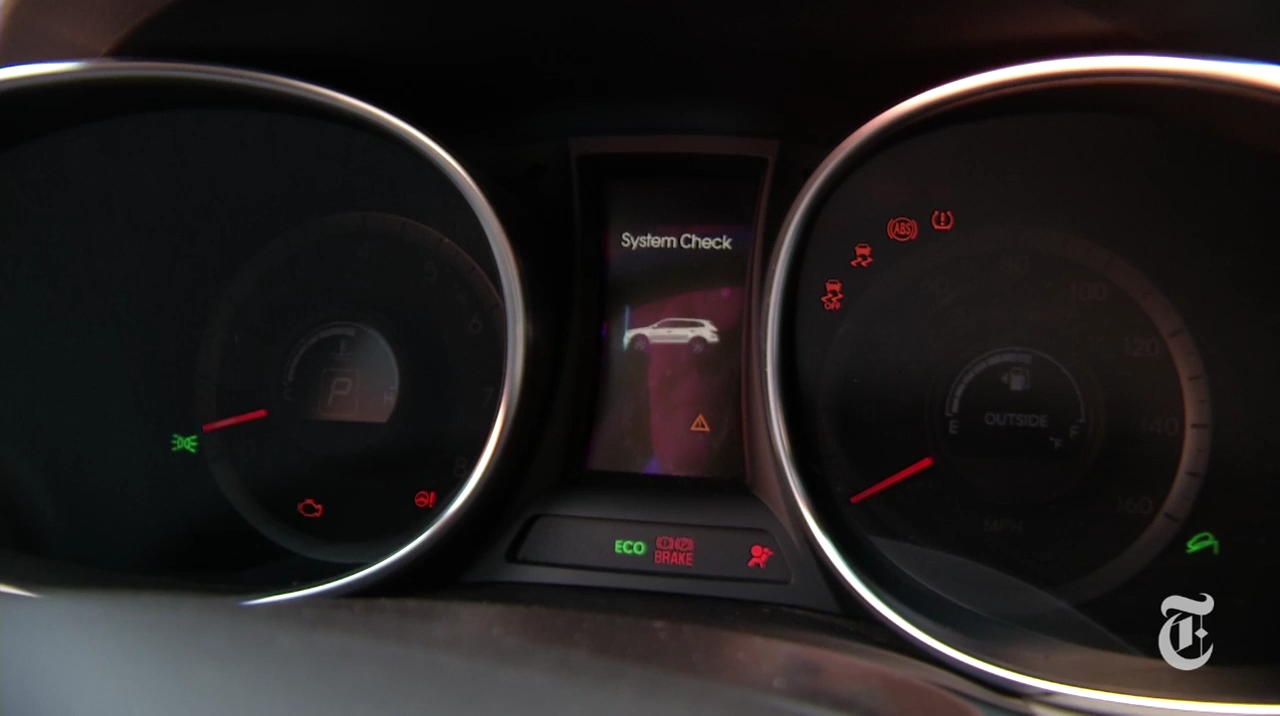 System Check
ABS
OFF
80
100
120
140
160
MPH
5
6
7
8
P
E
OUTSIDE
F
°F
ECO
BRAKE
T